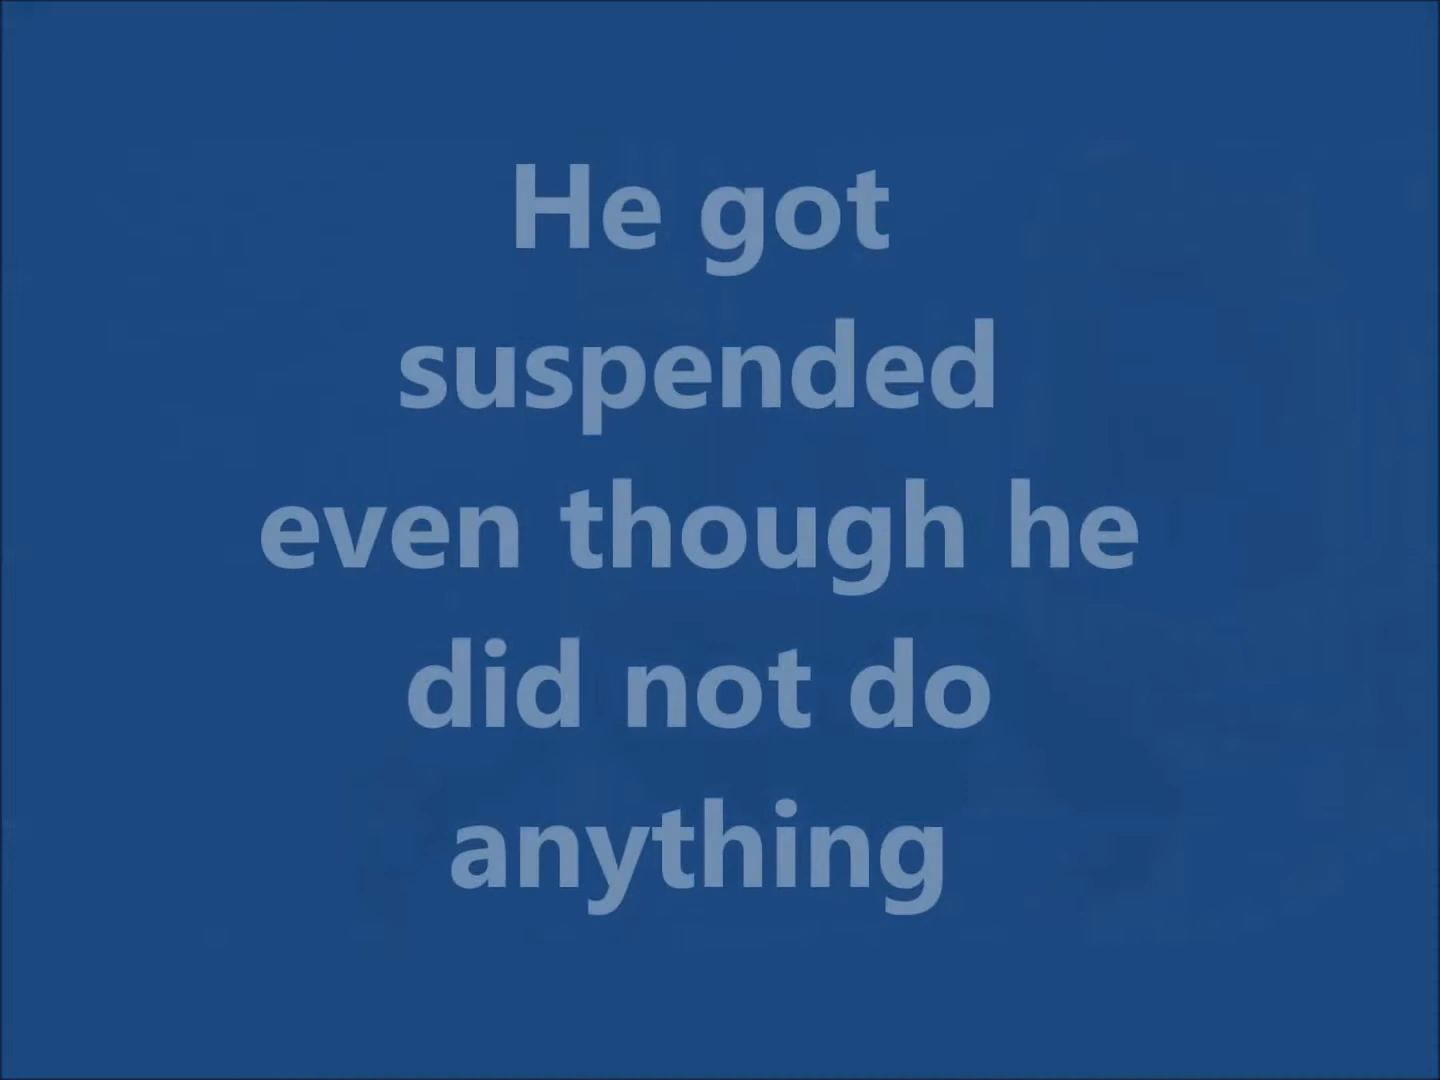 He got
suspended
even though he
did not do
anything